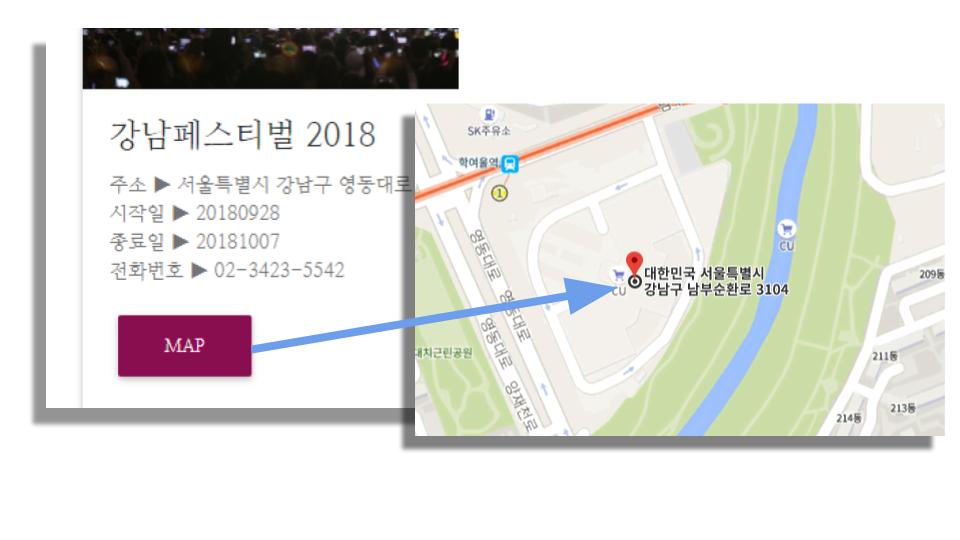 강남페스티벌 2018
주소 ▶ 서울특별시 강남구 영동대로
시작일 ▶ 20180928
종료일 ▶ 20181007
전화번호 ▶ 02-3423-5542
MAP
SK주유소
학여울역
1
영동대로
영동대로
영동대로
양재천로
대치근린공원
CU
CU
대한민국 서울특별시
강남구 남부순환로 3104
209동
211동
213동
214동